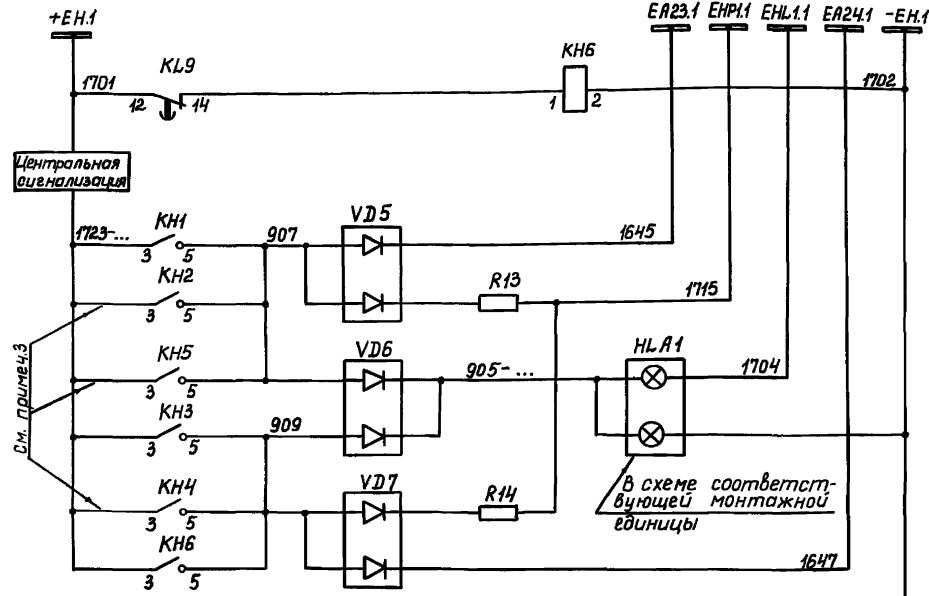 +EH.1
EA23.1 EHP1.1 EHL1.1 EA24.1 -EH.1
KL9
KH6
1701
12 14
1 2
1702
Центральная
сигнализация
1723-...
KH1
3 5
907
VD5
1645
KH2
3 5
R13
1715
См. примеч.3
KH5
3 5
VD6
905-...
HLA1
1704
KH3
3 5
909
KH4
3 5
VD7
R14
В схеме соответст-
вующей монтажной
единицы
KH6
3 5
1647